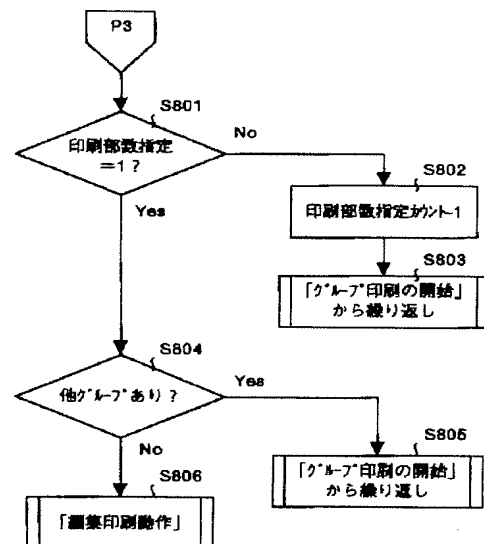 P3
S801
印刷部数指定
=1 ?
No
Yes
S802
印刷部数指定ｶｳﾝﾄ-1
S803
「ｸﾞﾙｰﾌﾟ印刷の開始」
から繰り返し
S804
他ｸﾞﾙｰﾌﾟあり ?
Yes
No
S805
「ｸﾞﾙｰﾌﾟ印刷の開始」
から繰り返し
S806
「編集印刷動作」